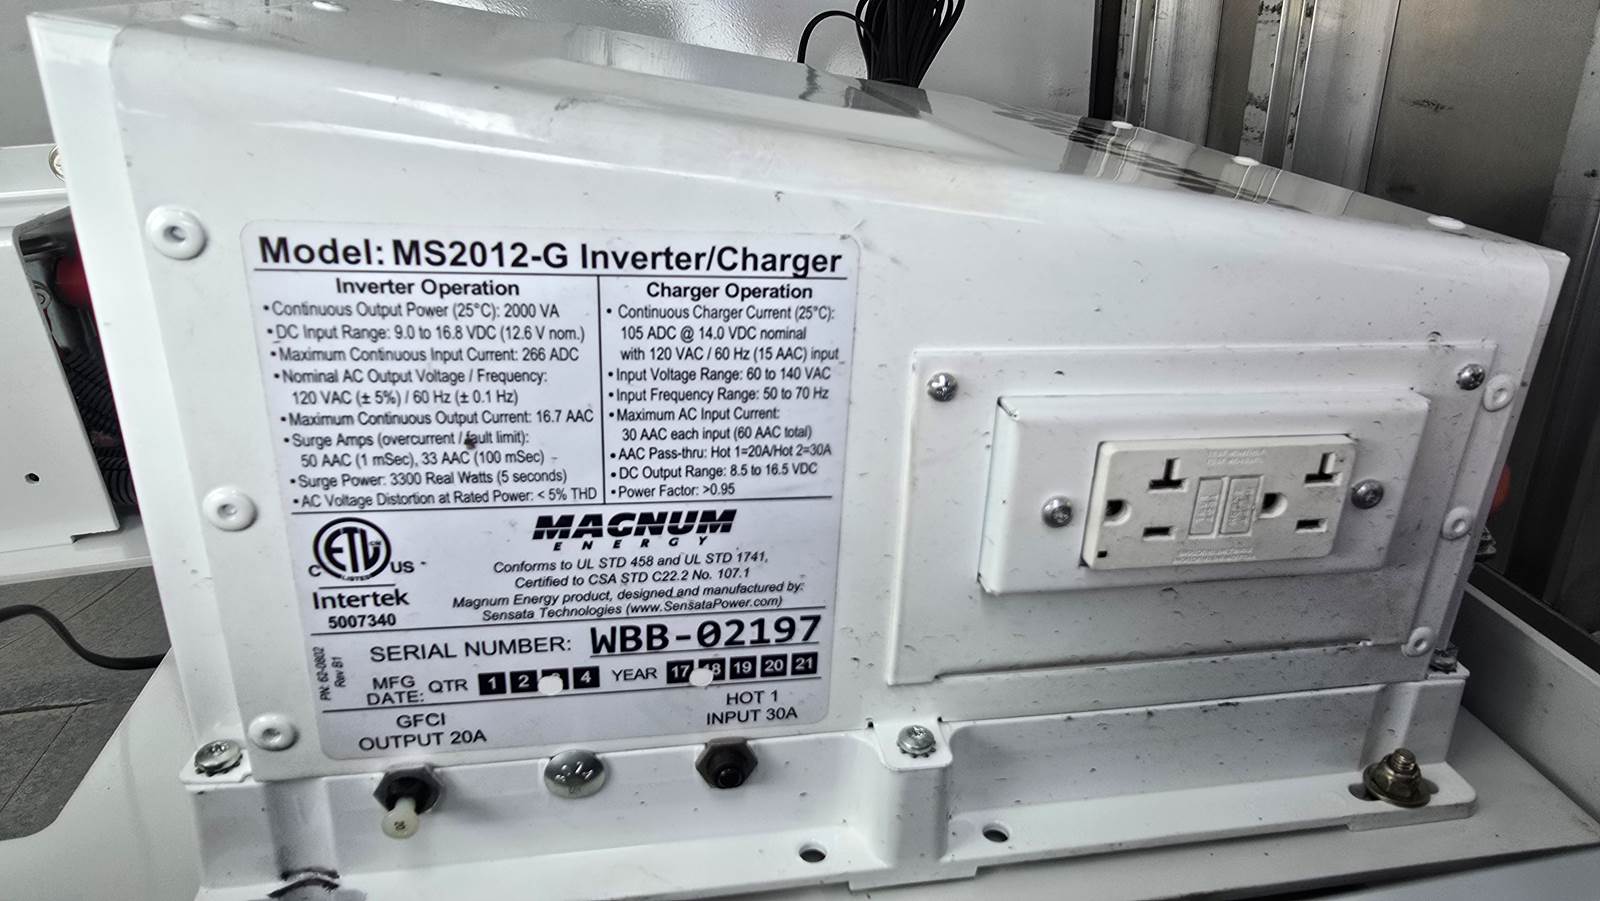 Model: MS2012-G Inverter/Charger
Inverter Operation
•Continuous Output Power (25°C): 2000 VA
•DC Input Range: 9.0 to 16.8 VDC (12.6 V nom.)
•Maximum Continuous Input Current: 266 ADC
•Nominal AC Output Voltage / Frequency:
120 VAC (± 5%) / 60 Hz (± 0.1 Hz)
•Maximum Continuous Output Current: 16.7 AAC
•Surge Amps (overcurrent / fault limit):
50 AAC (1 mSec), 33 AAC (100 mSec)
•Surge Power: 3300 Real Watts (5 seconds)
•AC Voltage Distortion at Rated Power: < 5% THD
Charger Operation
• Continuous Charger Current (25°C):
105 ADC @ 14.0 VDC nominal
with 120 VAC / 60 Hz (15 AAC) input
•Input Voltage Range: 60 to 140 VAC
•Input Frequency Range: 50 to 70 Hz
•Maximum AC Input Current:
30 AAC each input (60 AAC total)
•AAC Pass-thru: Hot 1=20A/Hot 2=30A
•DC Output Range: 8.5 to 16.5 VDC
•Power Factor: >0.95
ETL CM
LISTED
C US
Intertek
5007340
MAGNUM
ENERGY
Conforms to UL STD 458 and UL STD 1741,
Certified to CSA STD C22.2 No. 107.1
Magnum Energy product, designed and manufactured by:
Sensata Technologies (www.SensataPower.com)
PN: 62-0802
Rev B1
SERIAL NUMBER: WBB-02197
MFG DATE: QTR 1 2 4 YEAR 17 18 19 20 21
GFCI
OUTPUT 20A
HOT 1
INPUT 30A
20